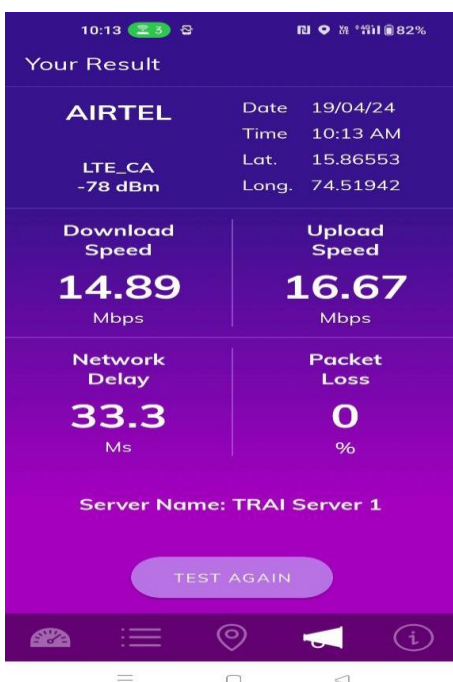 10:13 3 82%
Your Result
AIRTEL
LTE_CA
-78 dBm
Date 19/04/24
Time 10:13 AM
Lat. 15.86553
Long. 74.51942
Download
Speed
14.89
Mbps
Upload
Speed
16.67
Mbps
Network
Delay
33.3
Ms
Packet
Loss
0
%
Server Name: TRAI Server 1
TEST AGAIN